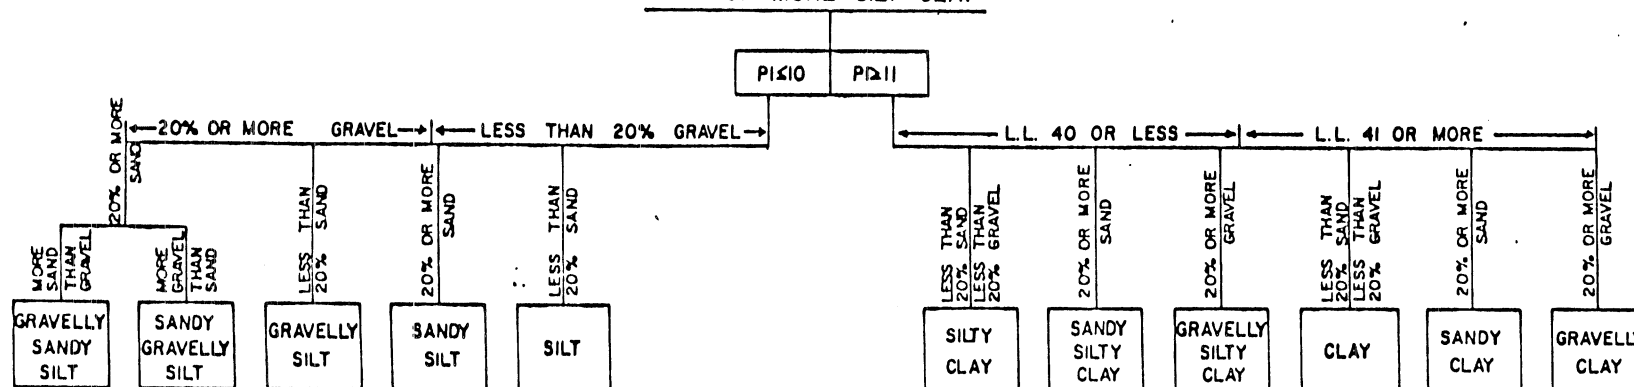 PI≤10 PI≥11
20% OR MORE GRAVEL
LESS THAN 20% GRAVEL
L.L. 40 OR LESS
L.L. 41 OR MORE
20% OR MORE
SAND
LESS THAN
20% SAND
20% OR MORE
SAND
LESS THAN
20% SAND
LESS THAN
20% SAND
LESS THAN
20% GRAVEL
20% OR MORE
SAND
20% OR MORE
GRAVEL
LESS THAN
20% SAND
LESS THAN
20% GRAVEL
20% OR MORE
SAND
20% OR MORE
GRAVEL
MORE
SAND
THAN
GRAVEL
MORE
GRAVEL
THAN
SAND
GRAVELLY
SANDY
SILT
SANDY
GRAVELLY
SILT
GRAVELLY
SILT
SANDY
SILT
SILT
SILTY
CLAY
SANDY
SILTY
CLAY
GRAVELLY
SILTY
CLAY
CLAY
SANDY
CLAY
GRAVELLY
CLAY